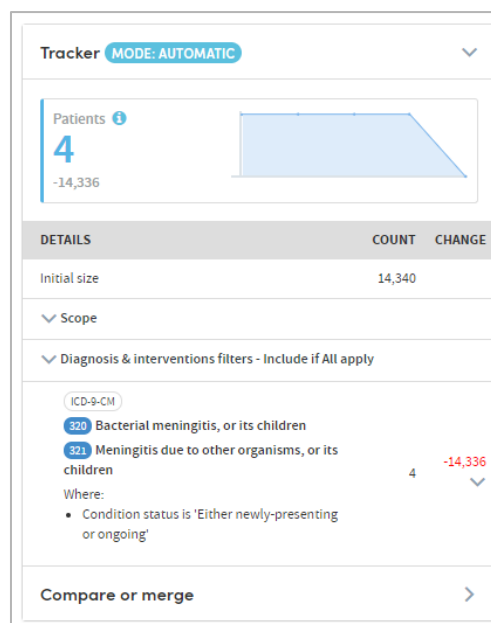 Tracker MODE: AUTOMATIC
Patients i
4
-14,336
DETAILS COUNT CHANGE
Initial size 14,340
Scope
Diagnosis & interventions filters - Include if All apply
ICD-9-CM
320 Bacterial meningitis, or its children
321 Meningitis due to other organisms, or its
children 4 -14,336
Where:
• Condition status is 'Either newly-presenting
or ongoing'
Compare or merge